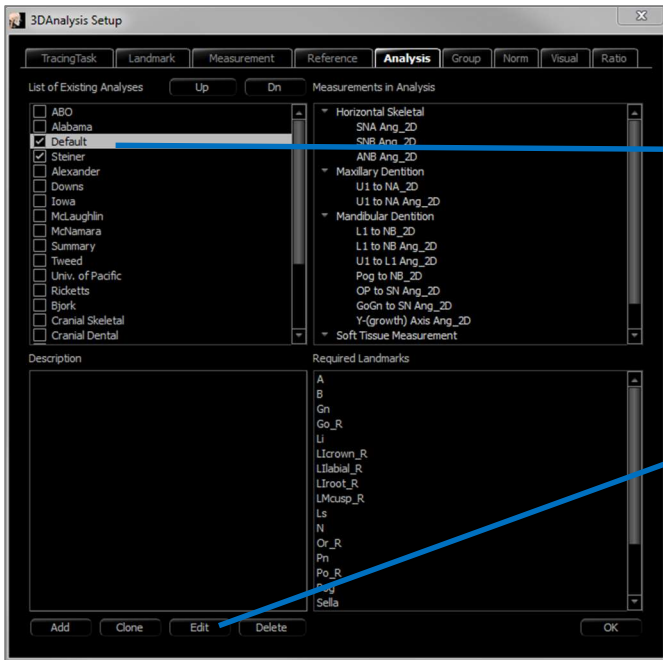 3DAnalysis Setup
TracingTask Landmark Measurement Reference Analysis Group Norm Visual Ratio
List of Existing Analyses Up Dn Measurements in Analysis
ABO
Alabama
Default
Steiner
Alexander
Downs
Iowa
McLaughlin
McNamara
Summary
Tweed
Univ. of Pacific
Ricketts
Bjork
Cranial Skeletal
Cranial Dental
Horizontal Skeletal
SNA Ang_2D
SNB Ang_2D
ANB Ang_2D
Maxillary Dentition
U1 to NA_2D
U1 to NA Ang_2D
Mandibular Dentition
L1 to NB_2D
L1 to NB Ang_2D
U1 to L1 Ang_2D
Pog to NB_2D
OP to SN Ang_2D
GoGn to SN Ang_2D
Y-(growth) Axis Ang_2D
Soft Tissue Measurement
Description Required Landmarks
A
B
Gn
Go_R
Li
LIcrown_R
LIlabial_R
LIroot_R
LMcusp_R
Ls
N
Or_R
Pn
Po_R
Pog
Sella
Add Clone Edit Delete OK